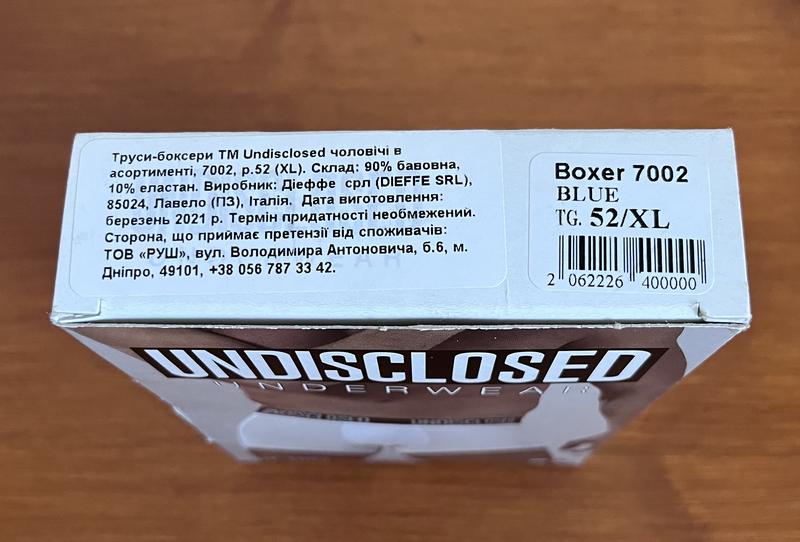 Труси-боксери ТМ Undisclosed чоловічі в
асортименті, 7002, р.52 (XL). Склад: 90% бавовна,
10% еластан. Виробник: Діеффе срл (DIEFFE SRL),
85024, Лавело (ПЗ), Італія. Дата виготовлення:
березень 2021 р. Термін придатності необмежений.
Сторона, що приймає претензії від споживачів:
ТОВ «РУШ», вул. Володимира Антоновича, б.6, м.
Дніпро, 49101, +38 056 787 33 42.
Boxer 7002
BLUE
TG. 52/XL
2 062226 400000
UNDISCLOSED
UNDERWEAR
UNDISCLOSED UNDISCLOSED